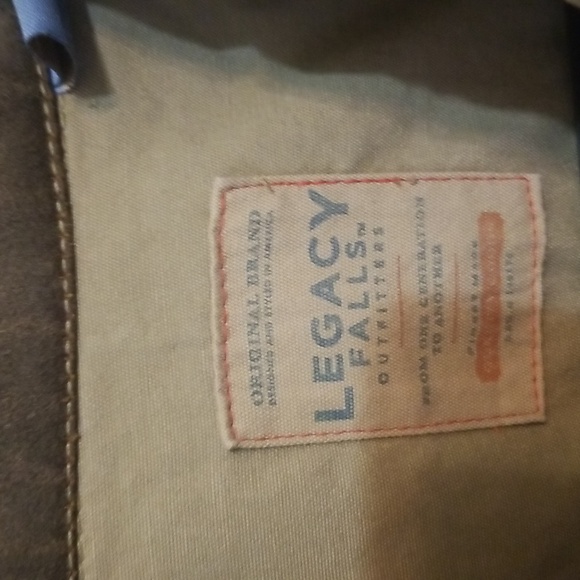 ORIGINAL BRAND
DESIGNED AND STYLED IN AMERICA
LEGACY
FALLS™
OUTFITTERS
FROM ONE GENERATION
TO ANOTHER
FINEST MADE